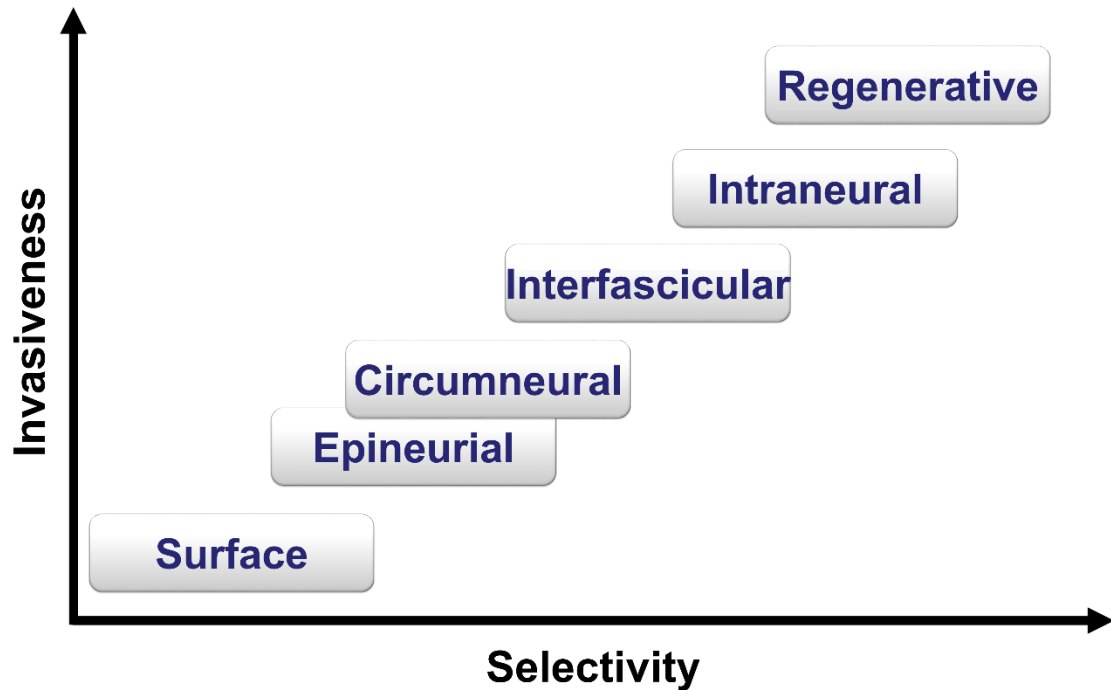 Regenerative
Intraneural
Interfascicular
Circumneural
Epineurial
Surface
Invasiveness
Selectivity